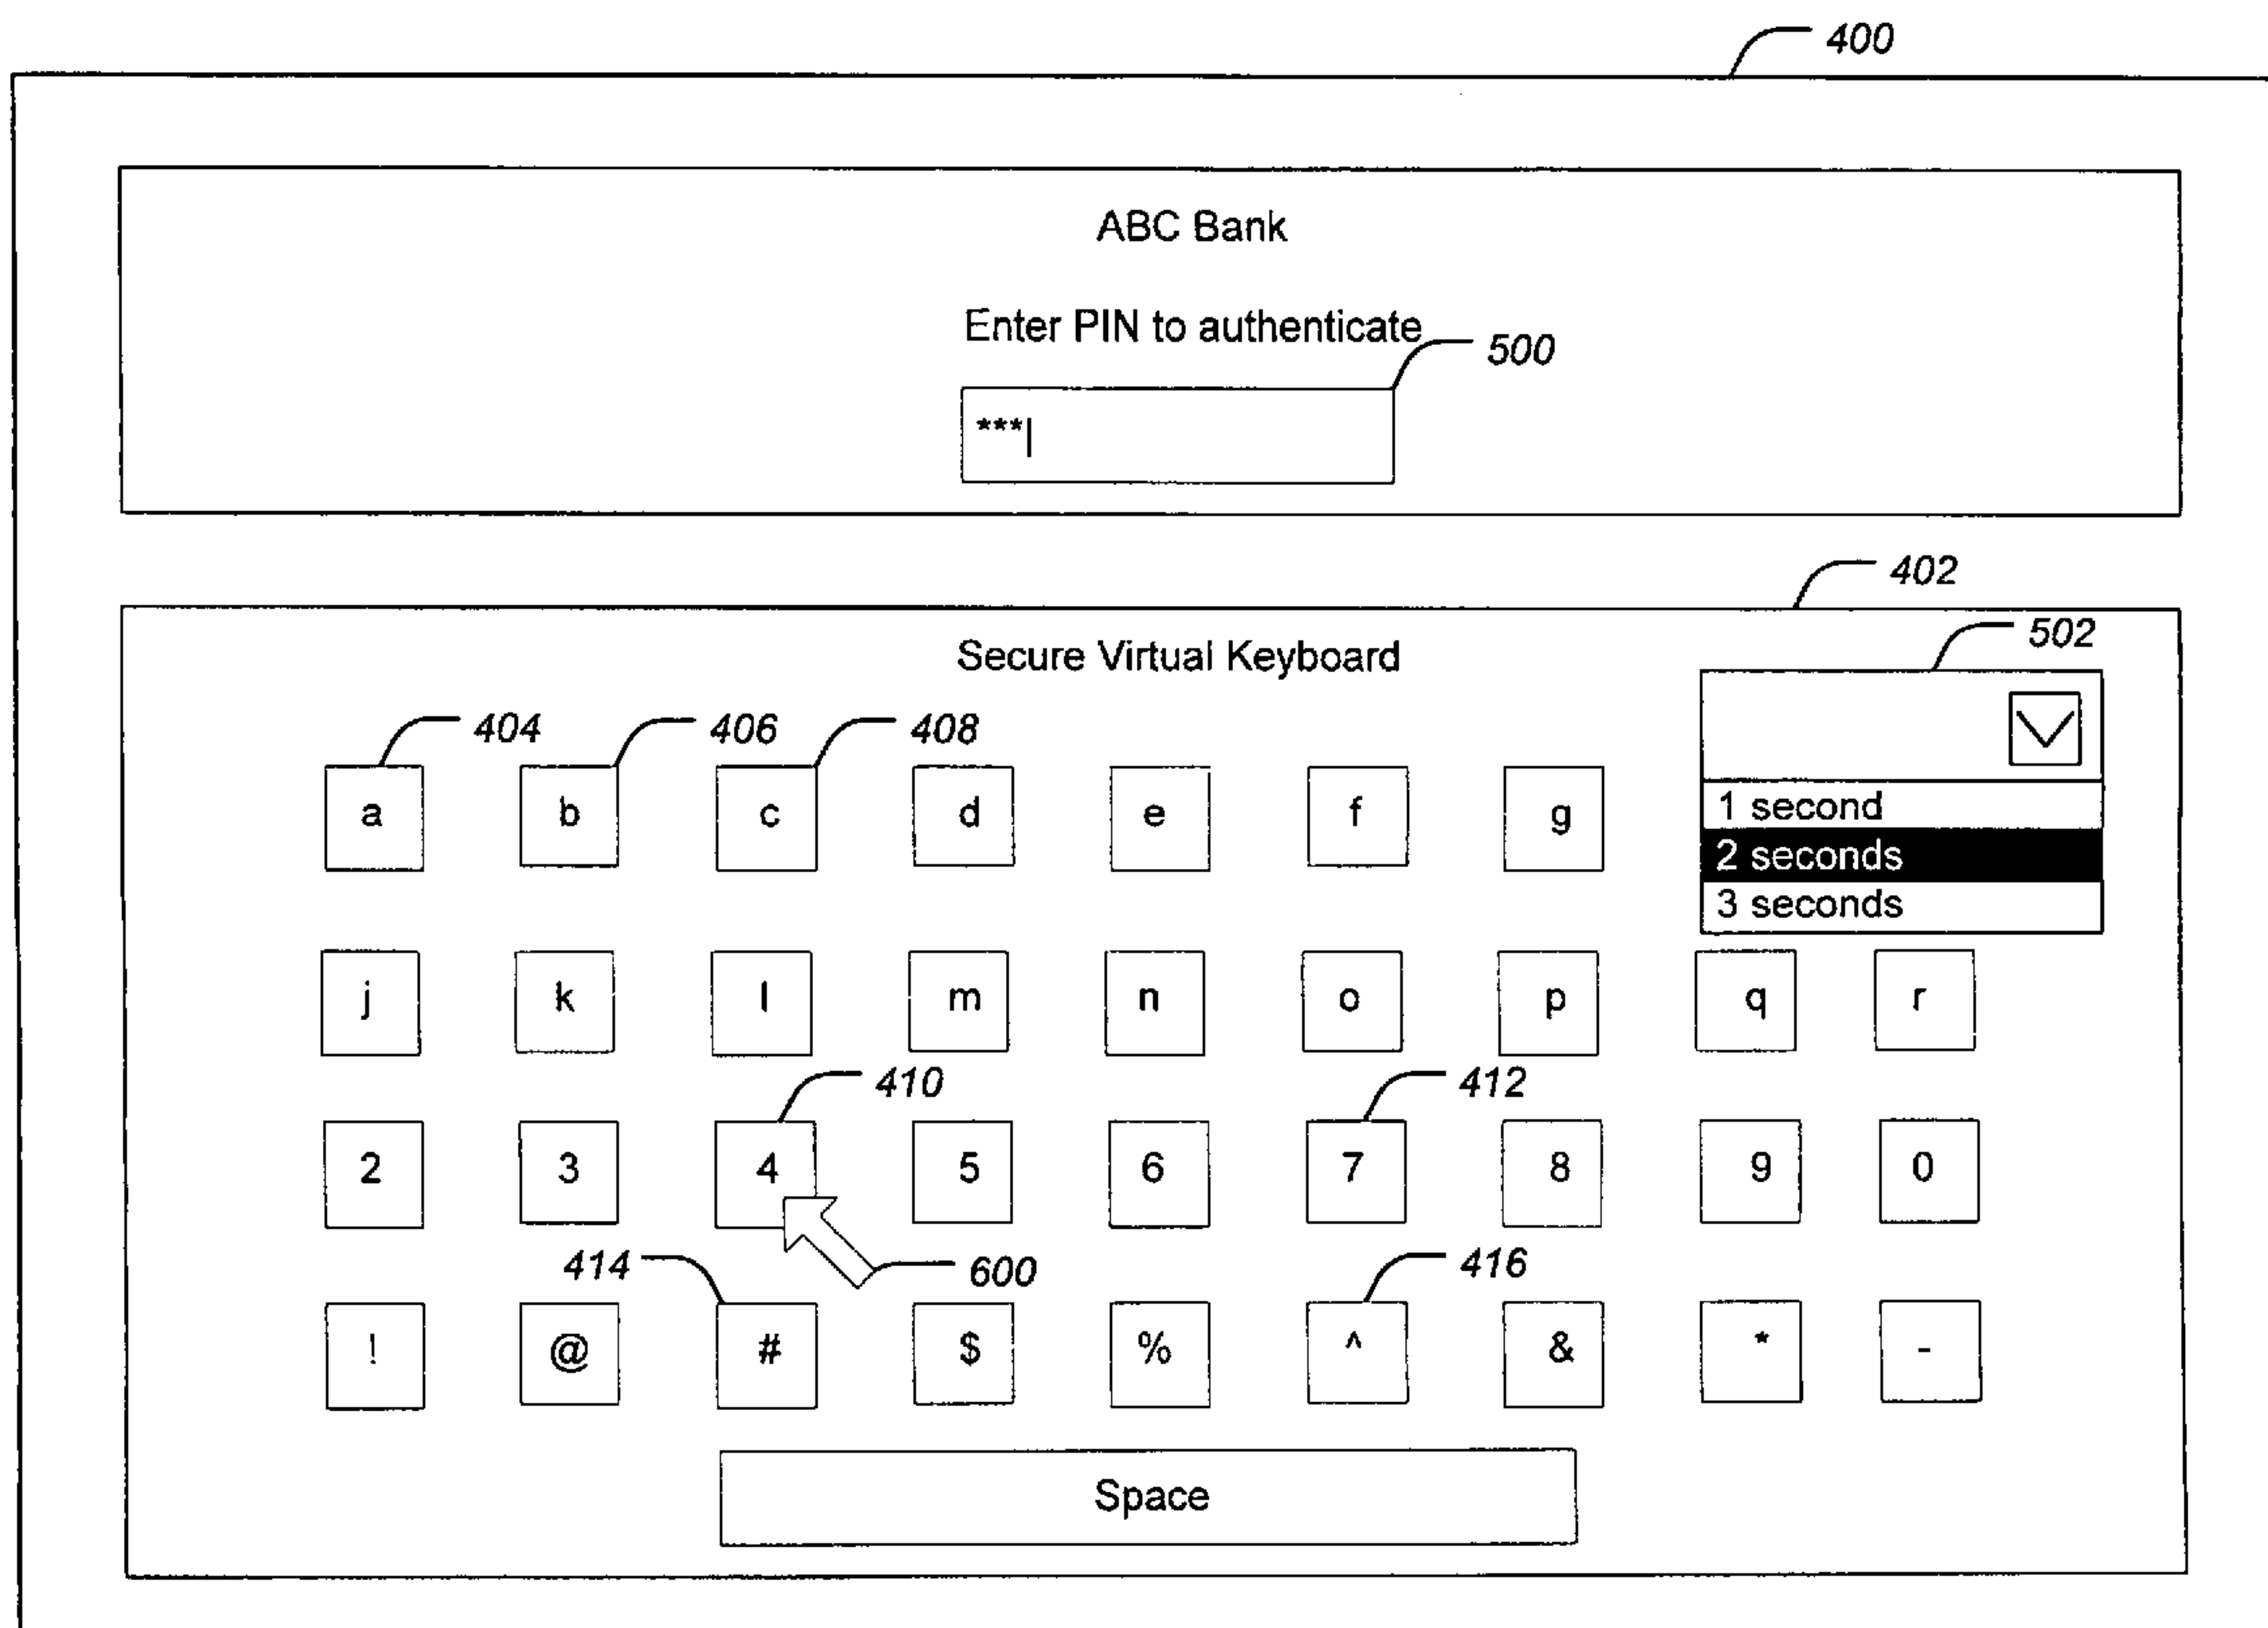 400
ABC Bank
Enter PIN to authenticate
500
***|
402
Secure Virtual Keyboard
502
404 406 408
a b c d e f g
1 second
2 seconds
3 seconds
j k l m n o p q r
410 412
2 3 4 5 6 7 8 9 0
414 600 416
! @ # $ % ^ & * -
Space